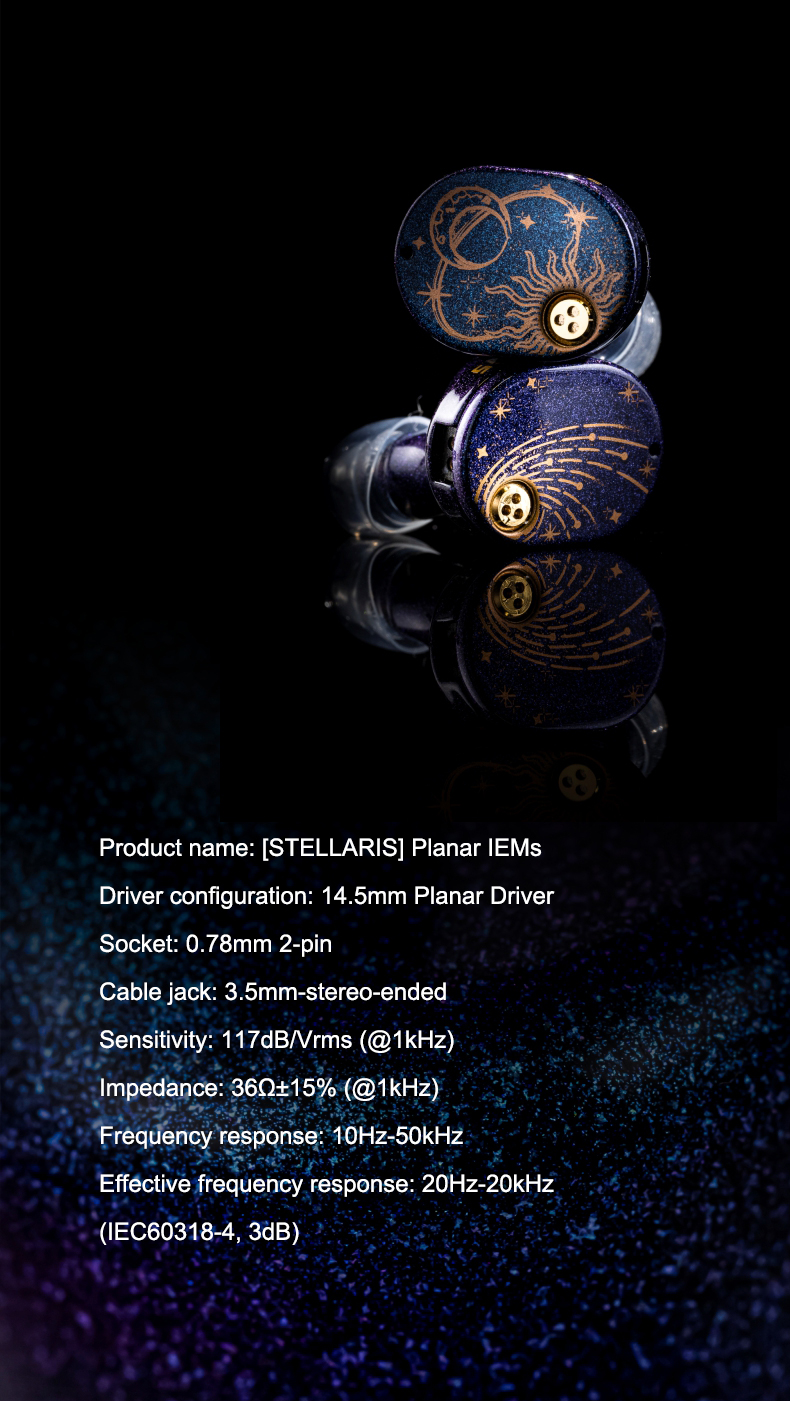 Product name: [STELLARIS] Planar IEMs
Driver configuration: 14.5mm Planar Driver
Socket: 0.78mm 2-pin
Cable jack: 3.5mm-stereo-ended
Sensitivity: 117dB/Vrms (@1kHz)
Impedance: 36Ω±15% (@1kHz)
Frequency response: 10Hz-50kHz
Effective frequency response: 20Hz-20kHz
(IEC60318-4, 3dB)